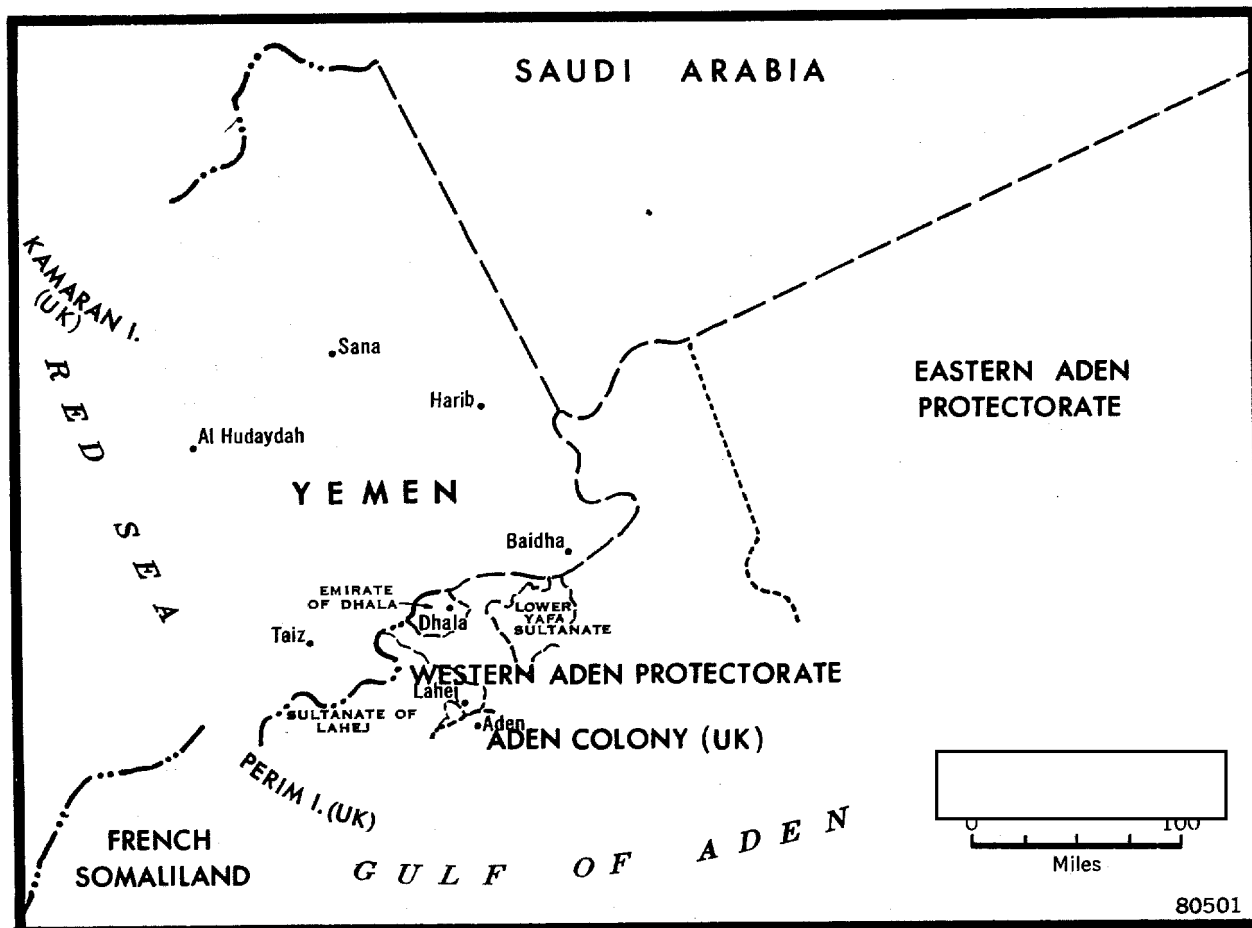 SAUDI ARABIA
KAMARAN I.
(UK)
RED SEA
Sana
Harib
Al Hudaydah
EASTERN ADEN
PROTECTORATE
YEMEN
Baidha
EMIRATE
OF DHALA
Dhala
LOWER
YAFA
SULTANATE
Taiz
WESTERN ADEN PROTECTORATE
Lahej
SULTANATE OF
LAHEJ
Aden
ADEN COLONY (UK)
PERIM I. (UK)
FRENCH
SOMALILAND
GULF OF ADEN
0 100
Miles
80501